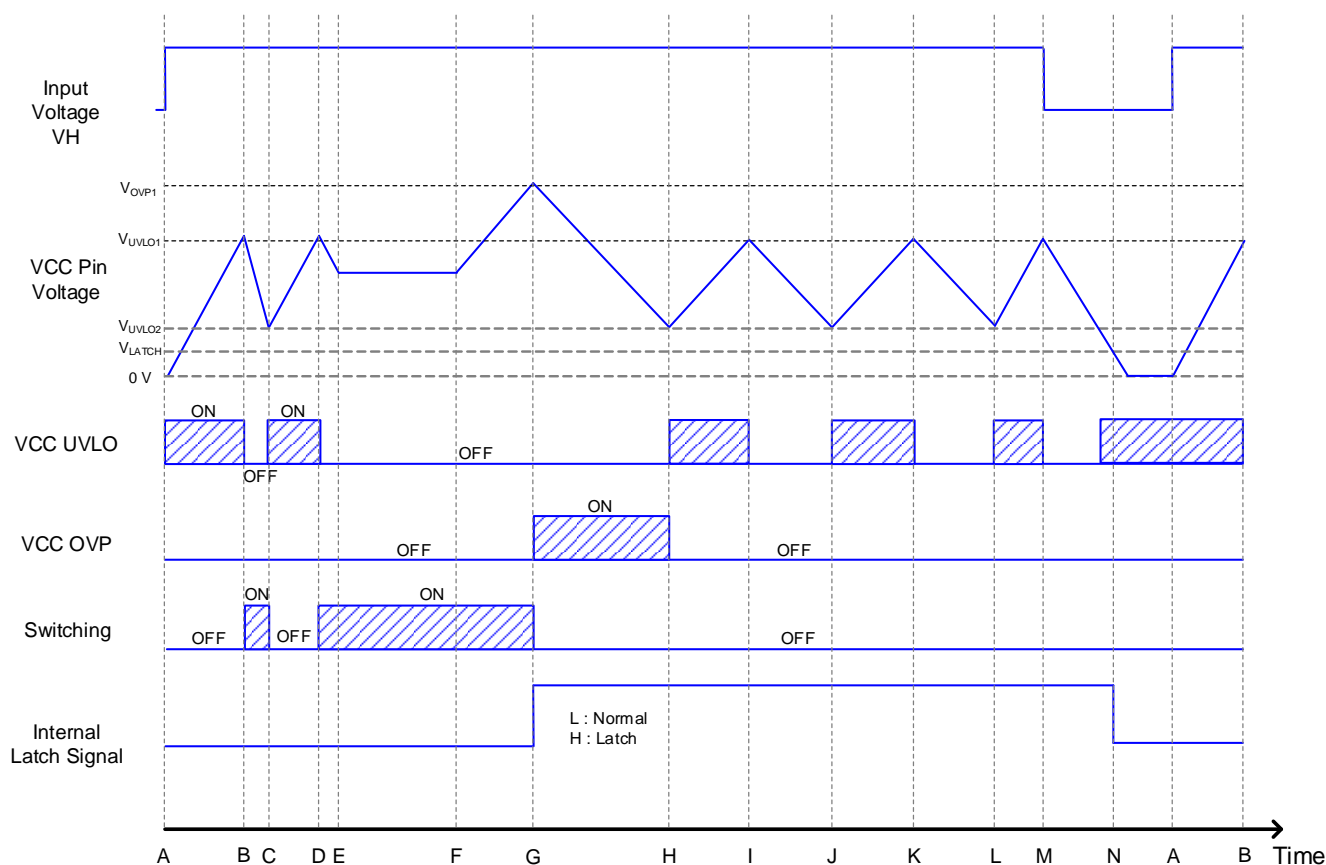 Input
Voltage
VH
VOVP1
VUVLO1
VCC Pin
Voltage
VUVLO2
VLATCH
0 V
ON
ON
VCC UVLO
OFF
OFF
ON
VCC OVP
OFF
OFF
ON
ON
Switching
OFF
OFF
OFF
L : Normal
H : Latch
Internal
Latch Signal
A B C D E F G H I J K L M N A B Time